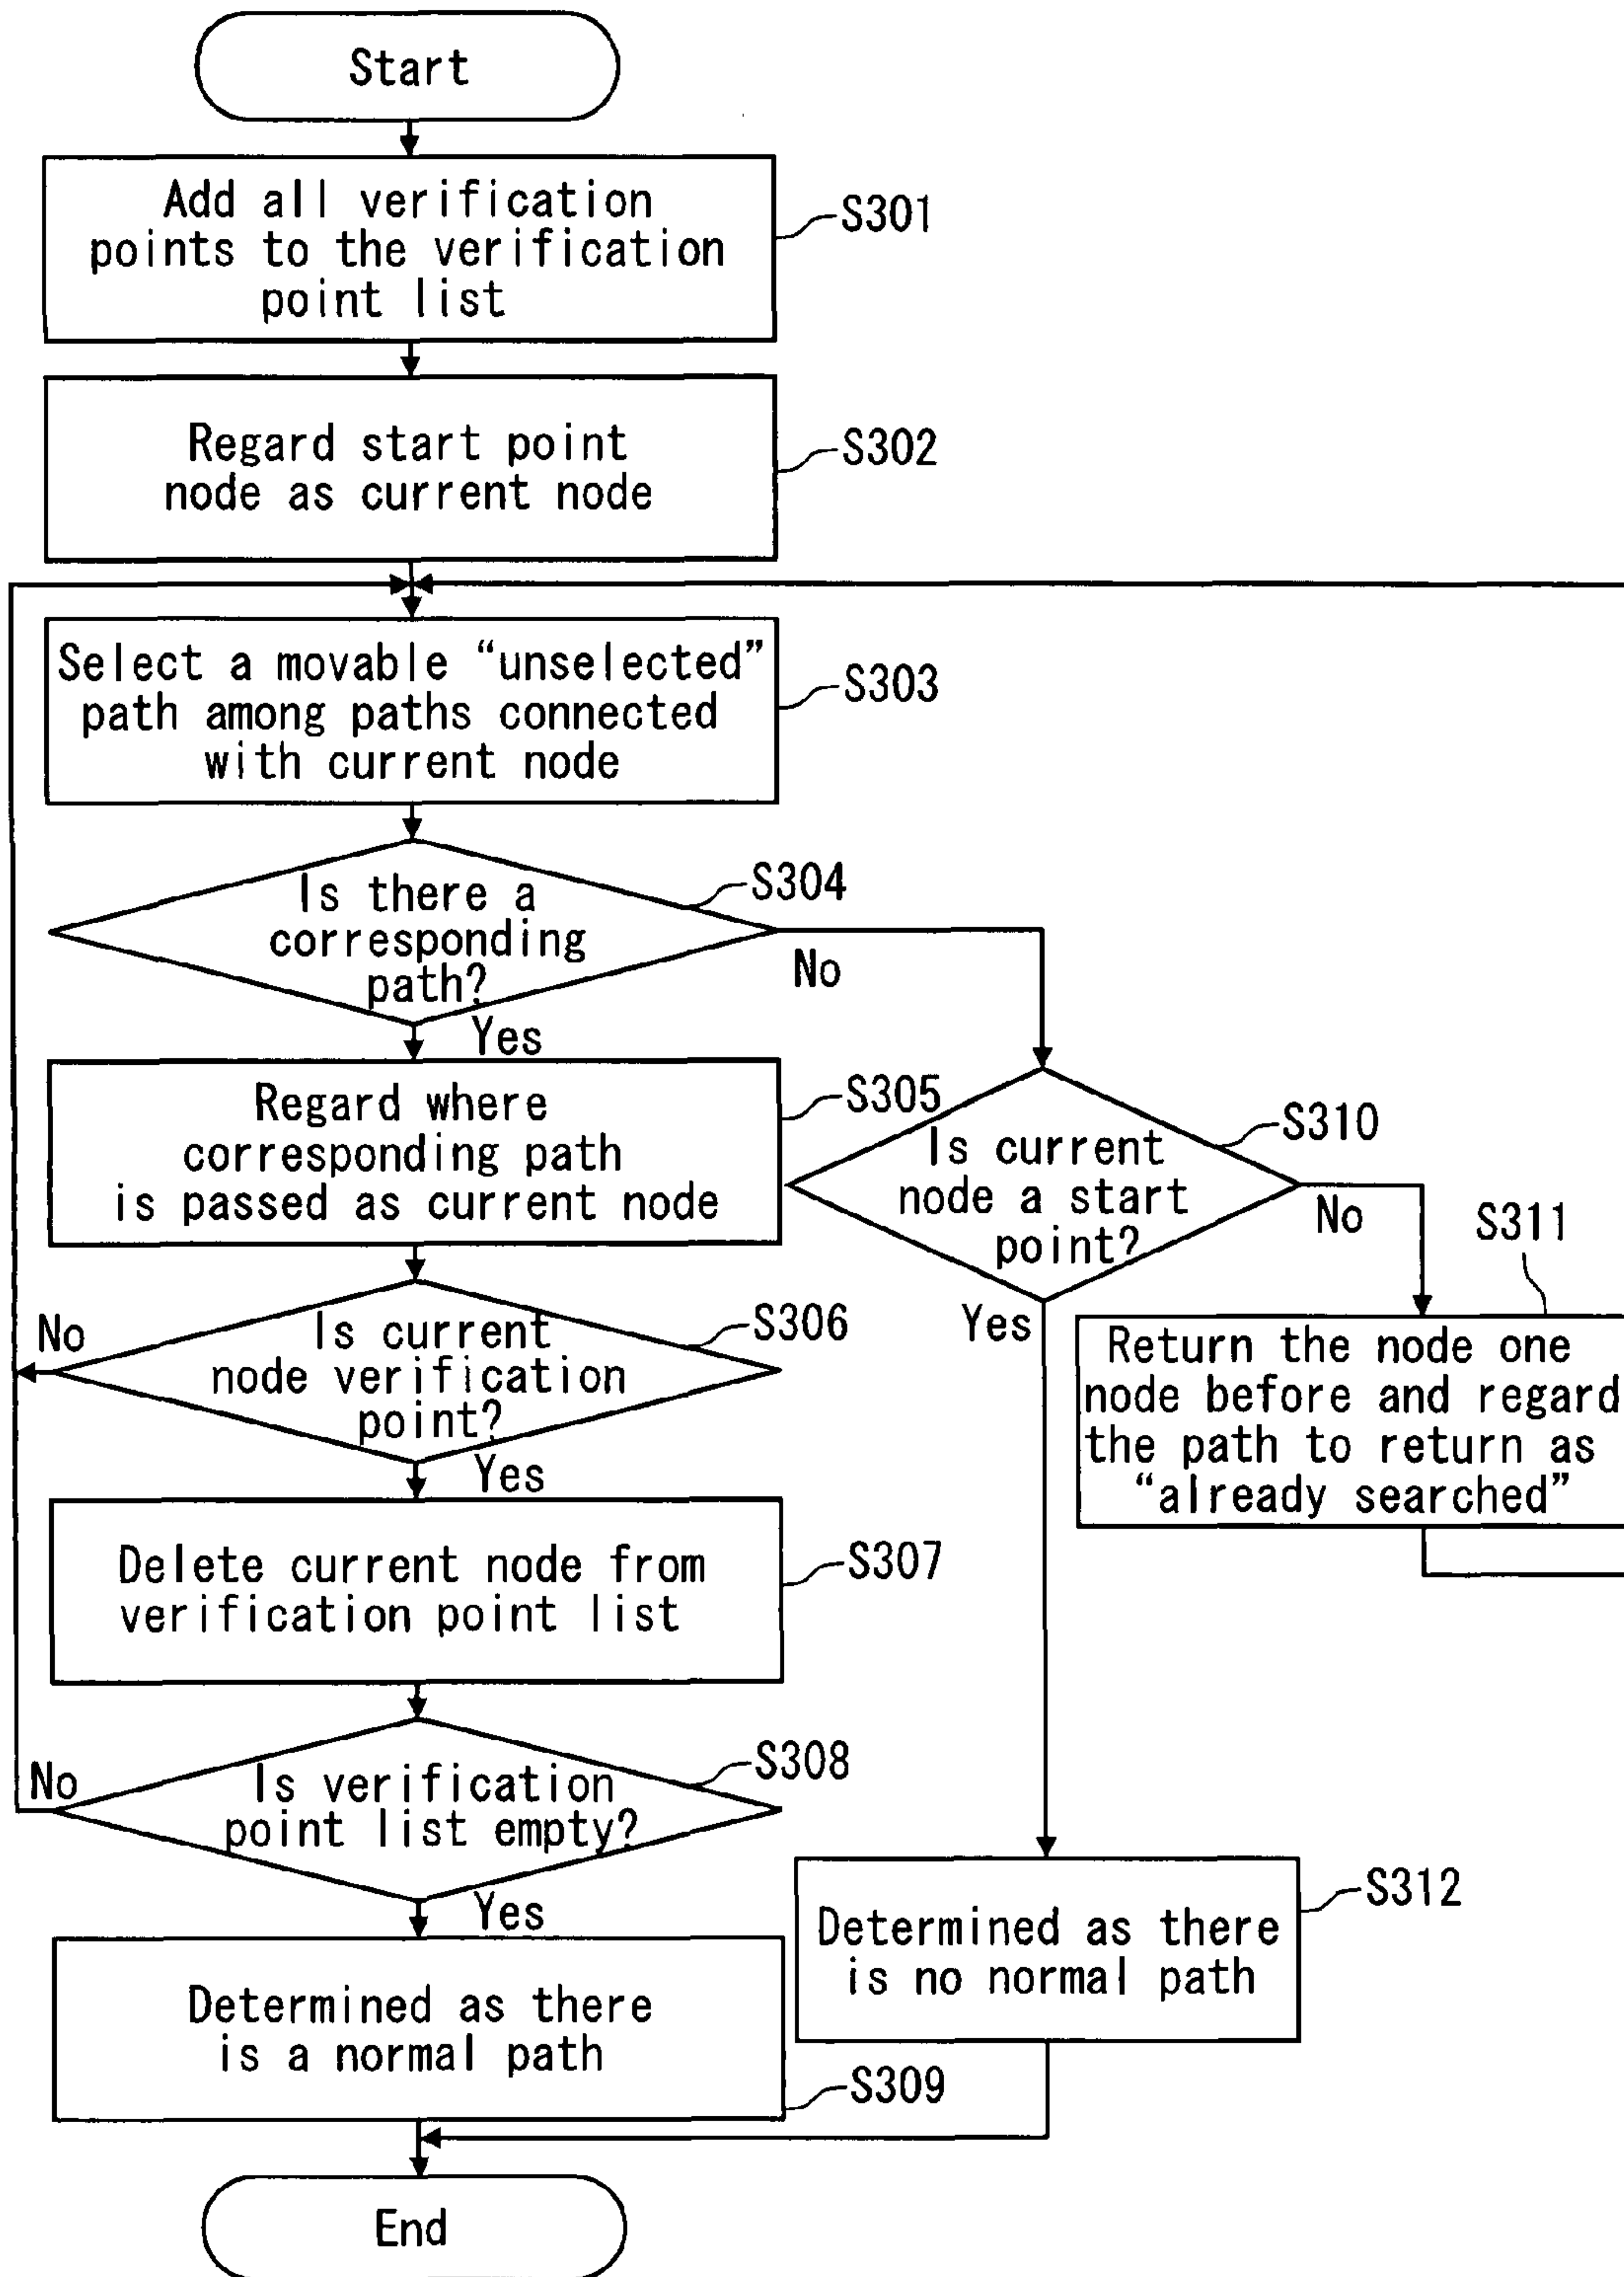 Start
Add all verification
points to the verification
point list
S301
Regard start point
node as current node
S302
Select a movable “unselected”
path among paths connected
with current node
S303
Is there a
corresponding
path?
S304
No
Yes
Regard where
corresponding path
is passed as current node
S305
Is current
node a start
point?
S310
No
Yes
S311
Return the node one
node before and regard
the path to return as
“already searched”
Is current
node verification
point?
S306
No
Yes
Delete current node from
verification point list
S307
Is verification
point list empty?
S308
No
Yes
Determined as there
is a normal path
S309
Determined as there
is no normal path
S312
End